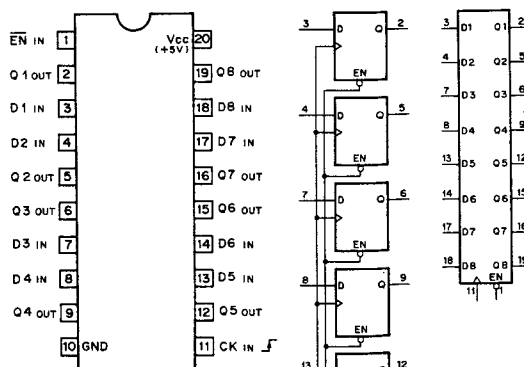 EN IN 1
Q1 OUT 2
D1 IN 3
D2 IN 4
Q2 OUT 5
Q3 OUT 6
D3 IN 7
D4 IN 8
Q4 OUT 9
10 GND
Vcc 20
(+5V)
19 Q8 OUT
18 D8 IN
17 D7 IN
16 Q7 OUT
15 Q6 OUT
14 D6 IN
13 D5 IN
12 Q5 OUT
11 CK IN
3 D Q 2
EN
4 D Q 5
EN
7 D Q 6
EN
8 D Q 9
EN
13 12
3 D1 Q1 2
4 D2 Q2 5
7 D3 Q3 6
8 D4 Q4 9
13 D5 Q5 12
14 D6 Q6 15
17 D7 Q7 16
18 D8 Q8 19
EN
11 1